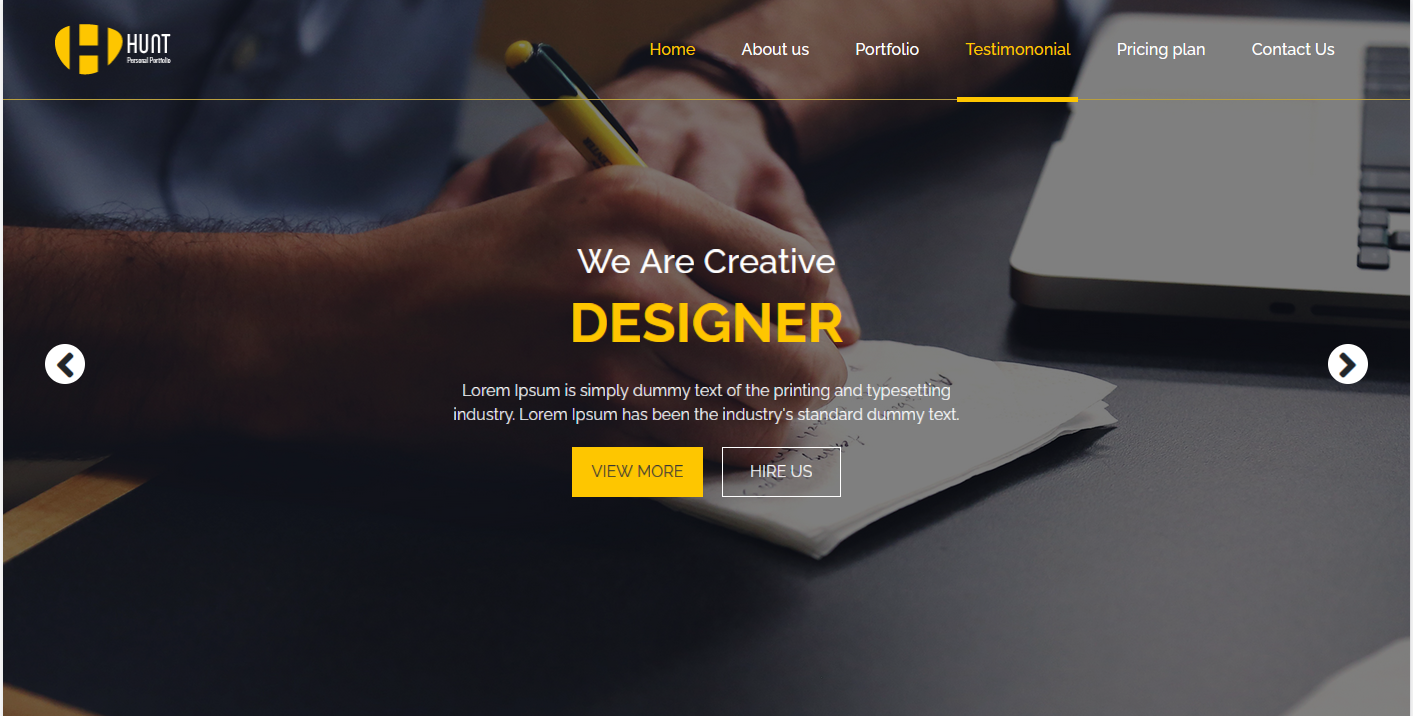 HUNT
Personal Portfolio
Home About us Portfolio Testimononial Pricing plan Contact Us
We Are Creative
DESIGNER
Lorem Ipsum is simply dummy text of the printing and typesetting
industry. Lorem Ipsum has been the industry's standard dummy text.
VIEW MORE HIRE US